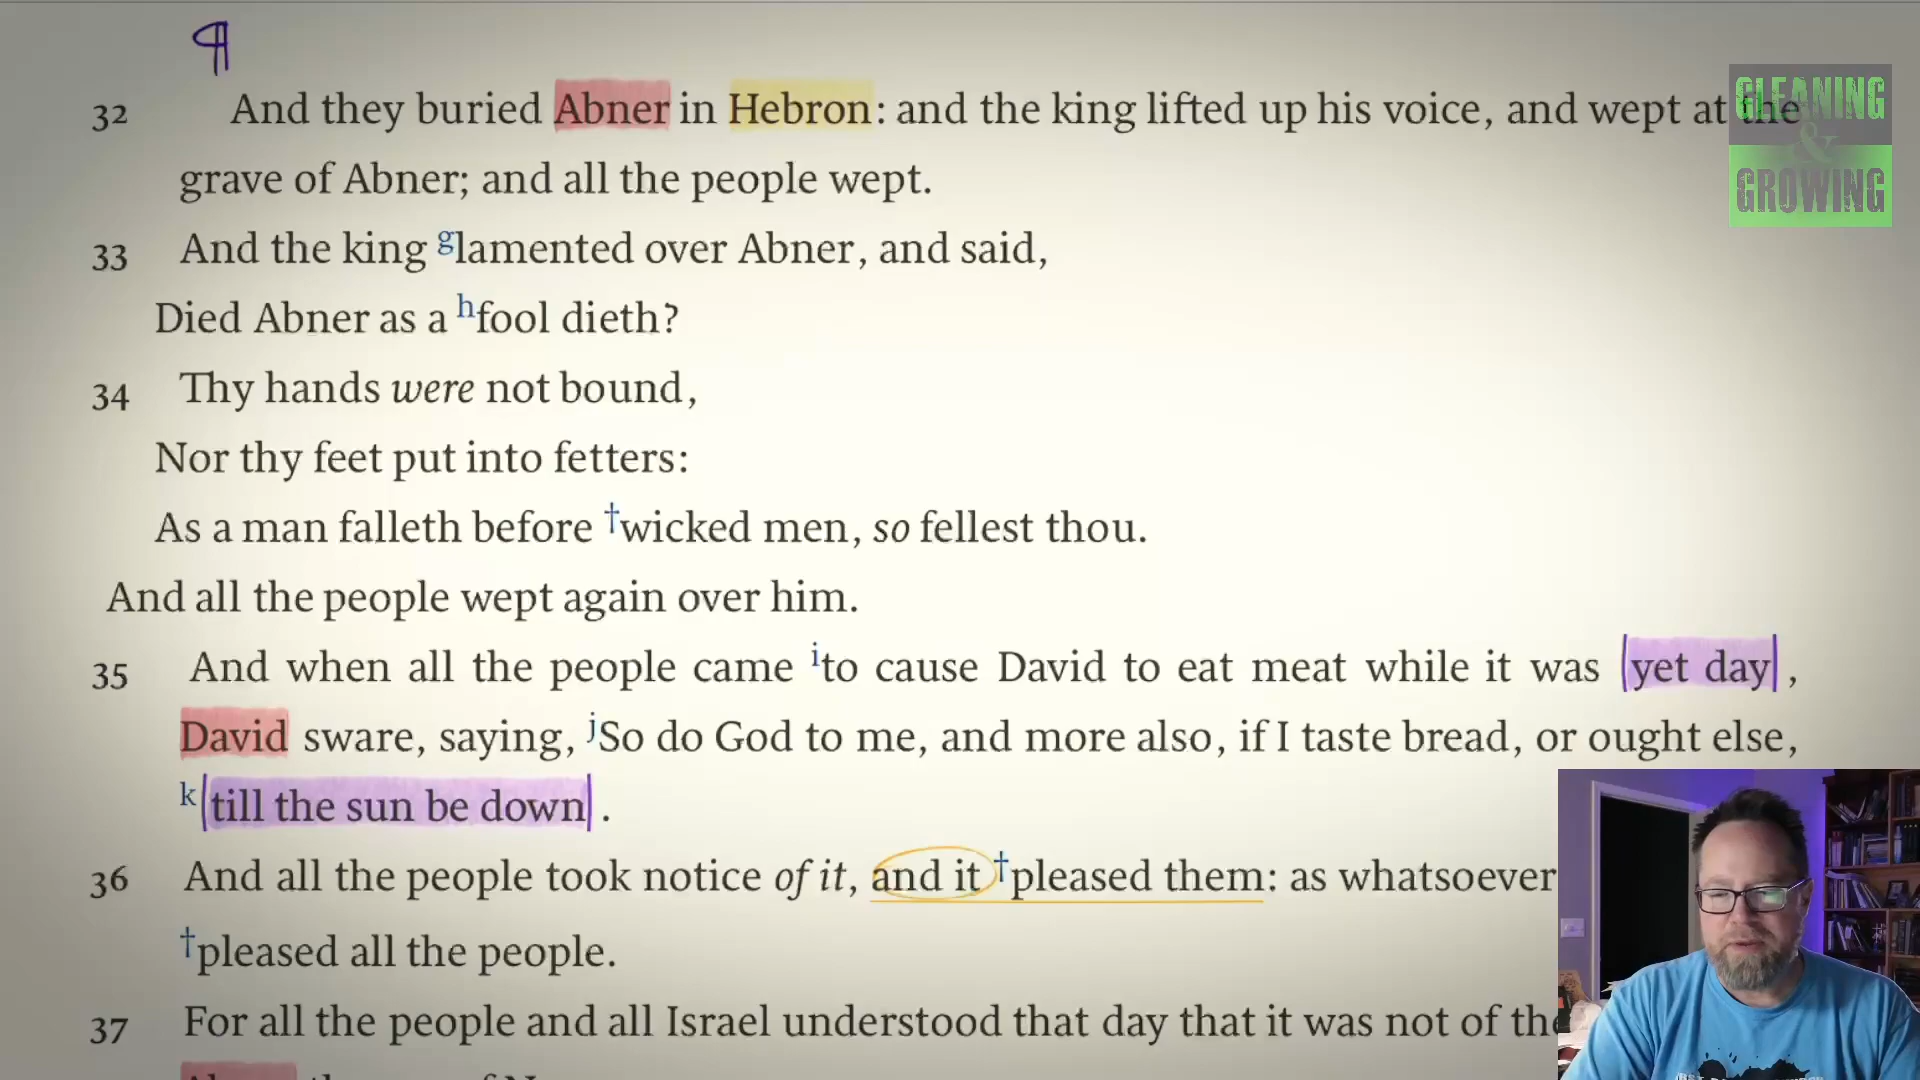 ¶
32 And they buried Abner in Hebron: and the king lifted up his voice, and wept at the
grave of Abner; and all the people wept.
33 And the king g lamented over Abner, and said,
Died Abner as a h fool dieth?
34 Thy hands were not bound,
Nor thy feet put into fetters:
As a man falleth before †wicked men, so fellest thou.
And all the people wept again over him.
35 And when all the people came i to cause David to eat meat while it was |yet day|,
David sware, saying, j So do God to me, and more also, if I taste bread, or ought else,
k |till the sun be down|.
36 And all the people took notice of it, and it †pleased them: as whatsoever
†pleased all the people.
37 For all the people and all Israel understood that day that it was not of
GLEANING
&
GROWING